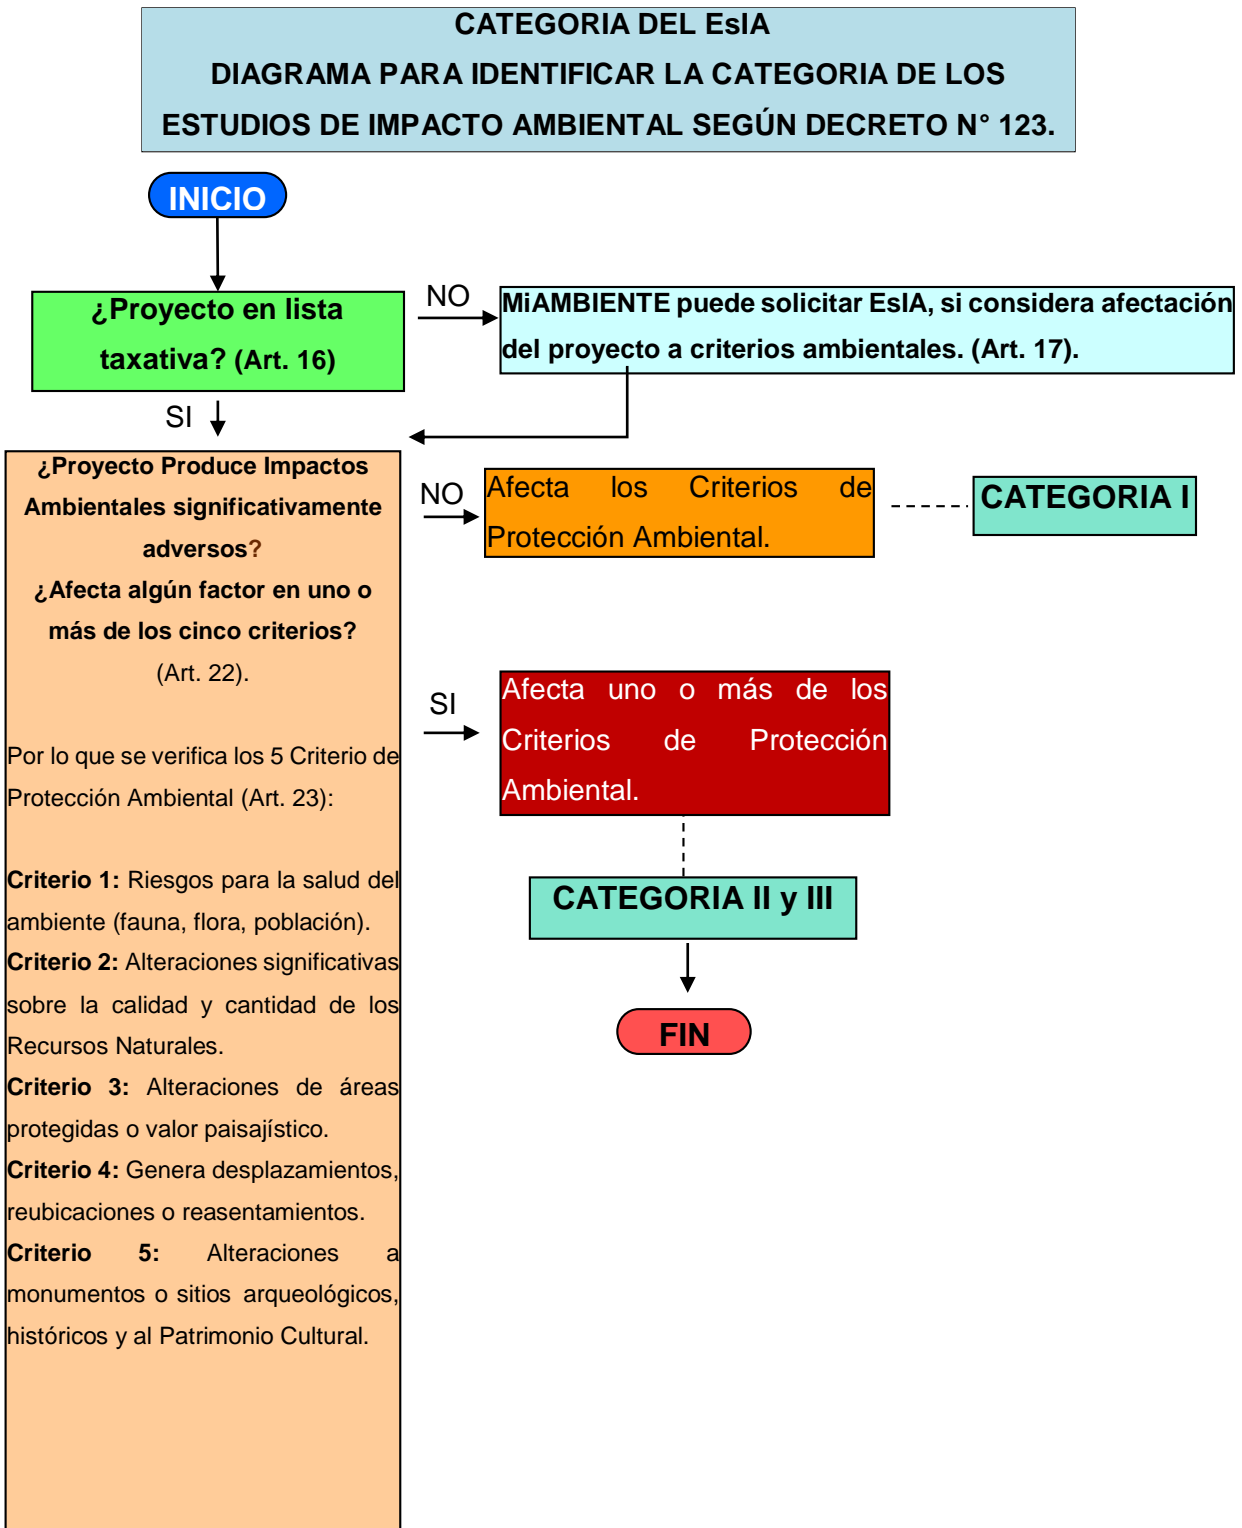 CATEGORIA DEL EsIA
DIAGRAMA PARA IDENTIFICAR LA CATEGORIA DE LOS
ESTUDIOS DE IMPACTO AMBIENTAL SEGÚN DECRETO N° 123.
INICIO
¿Proyecto en lista
taxativa? (Art. 16)
NO
MiAMBIENTE puede solicitar EsIA, si considera afectación
del proyecto a criterios ambientales. (Art. 17).
SI
¿Proyecto Produce Impactos
Ambientales significativamente
adversos?
¿Afecta algún factor en uno o
más de los cinco criterios?
(Art. 22).
Por lo que se verifica los 5 Criterio de
Protección Ambiental (Art. 23):
Criterio 1: Riesgos para la salud del
ambiente (fauna, flora, población).
Criterio 2: Alteraciones significativas
sobre la calidad y cantidad de los
Recursos Naturales.
Criterio 3: Alteraciones de áreas
protegidas o valor paisajístico.
Criterio 4: Genera desplazamientos,
reubicaciones o reasentamientos.
Criterio 5: Alteraciones a
monumentos o sitios arqueológicos,
históricos y al Patrimonio Cultural.
NO
Afecta los Criterios de
Protección Ambiental.
CATEGORIA I
SI
Afecta uno o más de los
Criterios de Protección
Ambiental.
CATEGORIA II y III
FIN